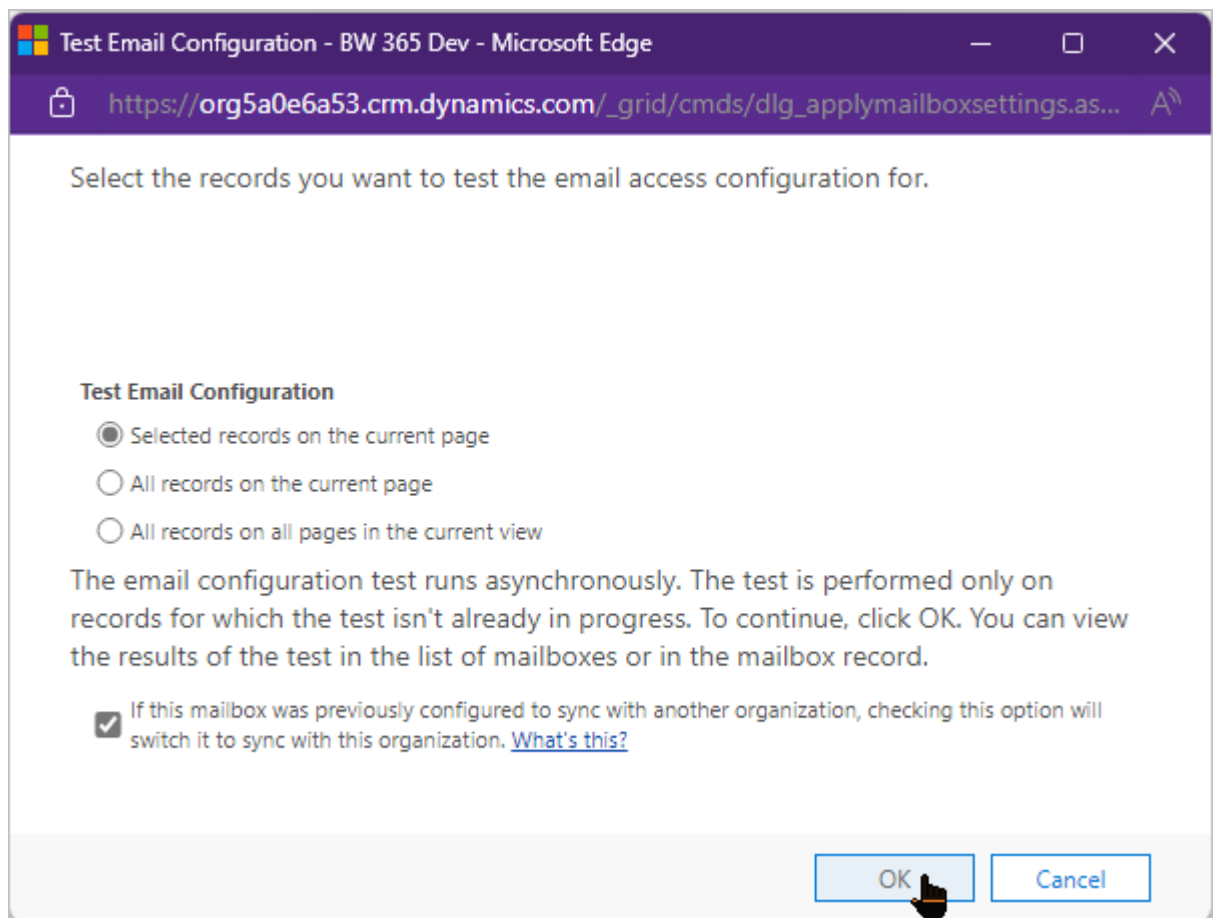 Test Email Configuration - BW 365 Dev - Microsoft Edge
https://org5a0e6a53.crm.dynamics.com/_grid/cmds/dlg_applymailboxsettings.as...
Select the records you want to test the email access configuration for.
Test Email Configuration
Selected records on the current page
All records on the current page
All records on all pages in the current view
The email configuration test runs asynchronously. The test is performed only on
records for which the test isn't already in progress. To continue, click OK. You can view
the results of the test in the list of mailboxes or in the mailbox record.
If this mailbox was previously configured to sync with another organization, checking this option will
switch it to sync with this organization. What's this?
OK
Cancel